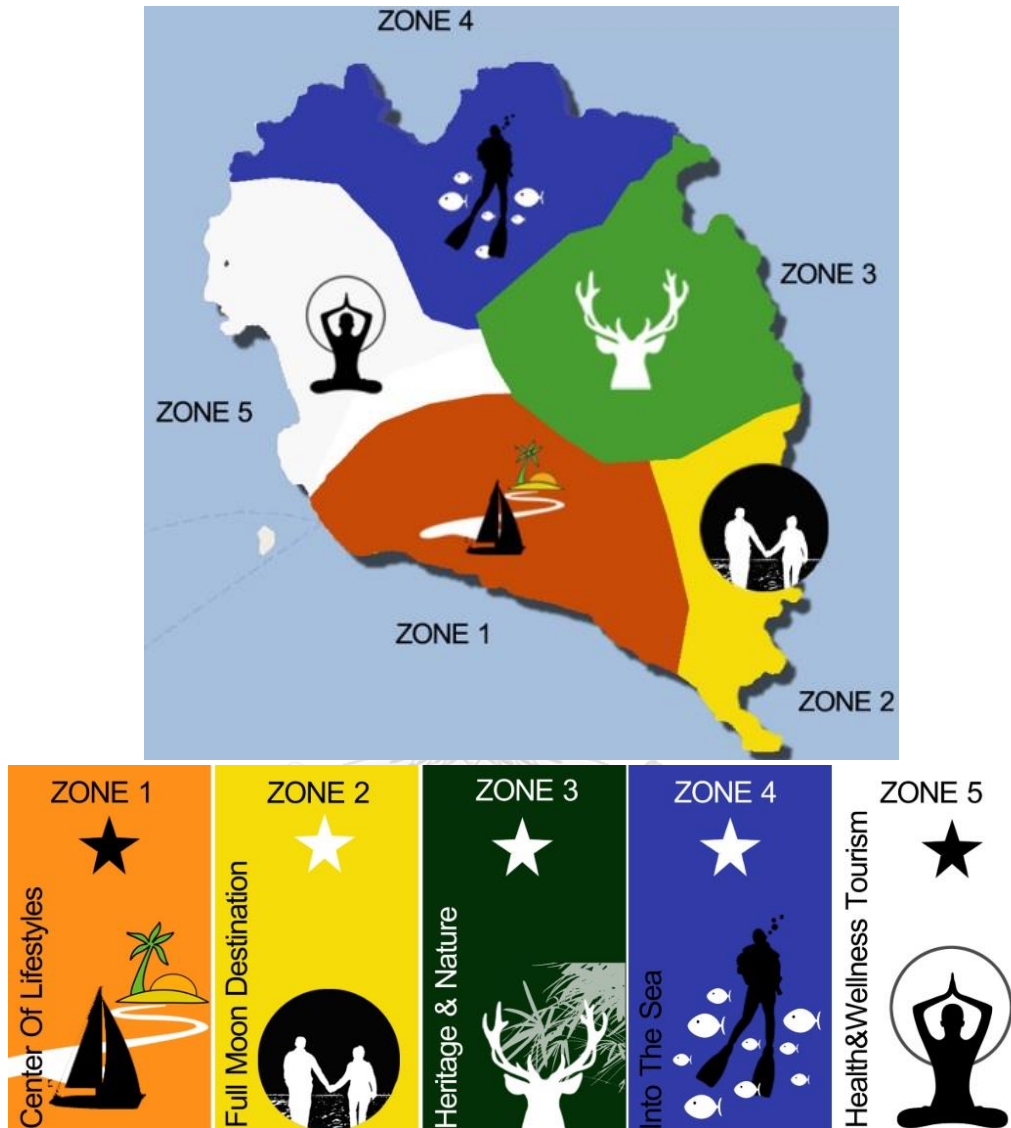 ZONE 4
ZONE 3
ZONE 5
ZONE 1
ZONE 2
ZONE 1
Center Of Lifestyles
ZONE 2
Full Moon Destination
ZONE 3
Heritage & Nature
ZONE 4
Into The Sea
ZONE 5
Health&Wellness Tourism